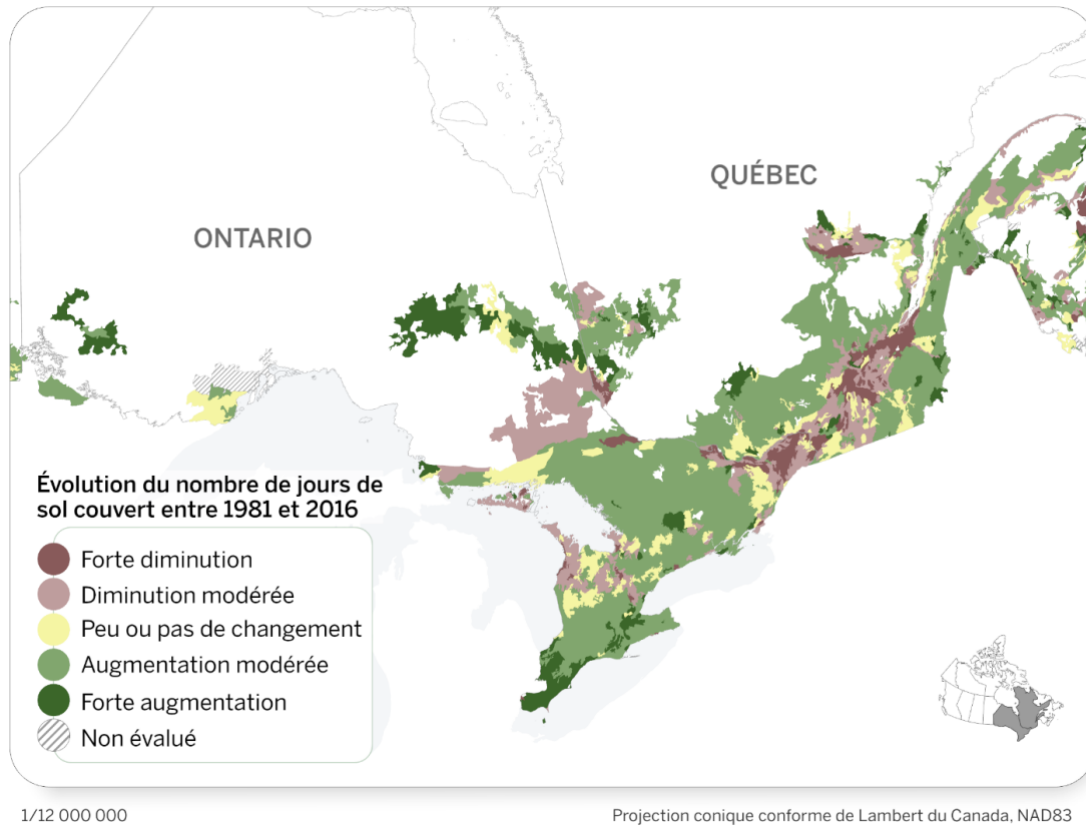 QUÉBEC
ONTARIO
Évolution du nombre de jours de
sol couvert entre 1981 et 2016
Forte diminution
Diminution modérée
Peu ou pas de changement
Augmentation modérée
Forte augmentation
Non évalué
1/12 000 000
Projection conique conforme de Lambert du Canada, NAD83